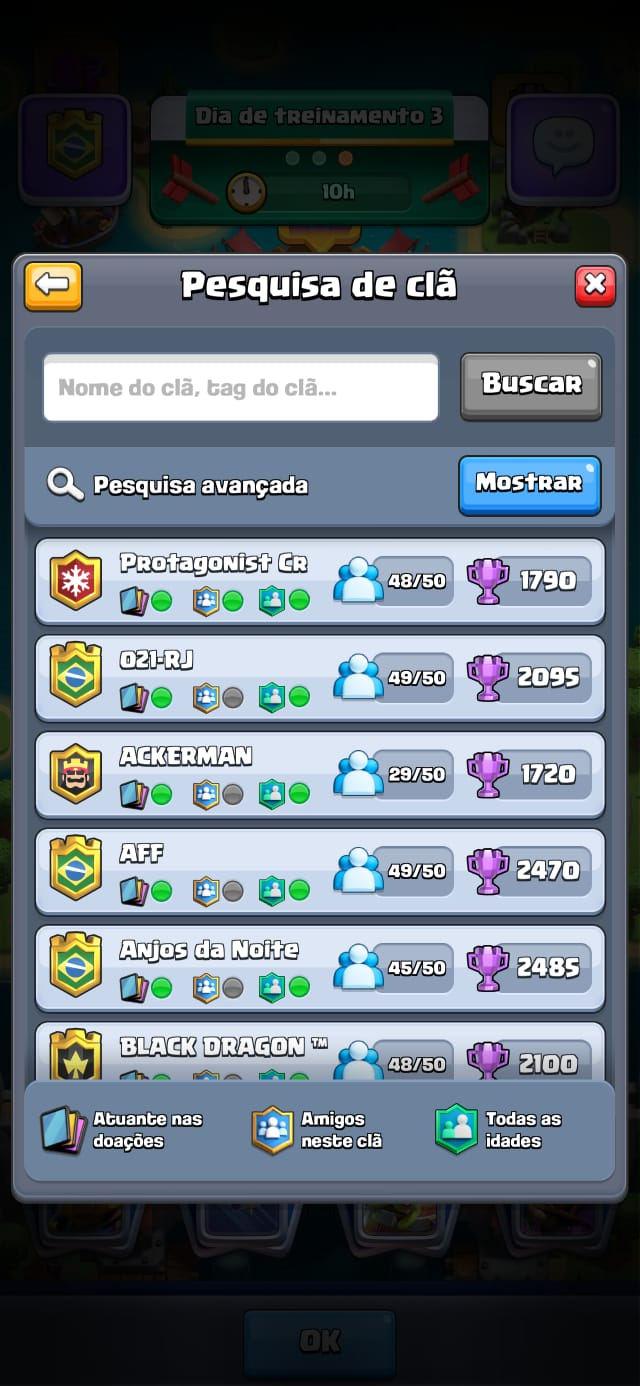 Dia de treinamento 3
10h
Pesquisa de clã
Nome do clã, tag do clã...
Buscar
Pesquisa avançada
Mostrar
Protagonist Cr
48/50
1790
021-RJ
49/50
2095
ACKERMAN
29/50
1720
AFF
49/50
2470
Anjos da Noite
45/50
2485
BLACK DRAGON ™
48/50
2100
Atuante nas
doações
Amigos
neste clã
Todas as
idades
OK